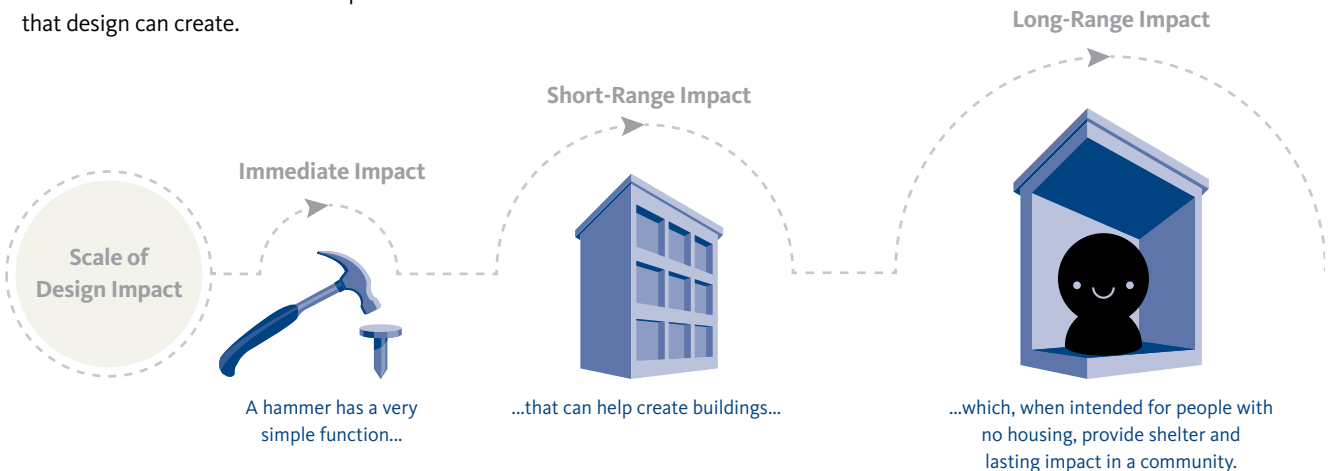 that design can create.
Scale of
Design Impact
Immediate Impact
A hammer has a very
simple function...
Short-Range Impact
...that can help create buildings...
Long-Range Impact
...which, when intended for people with
no housing, provide shelter and
lasting impact in a community.